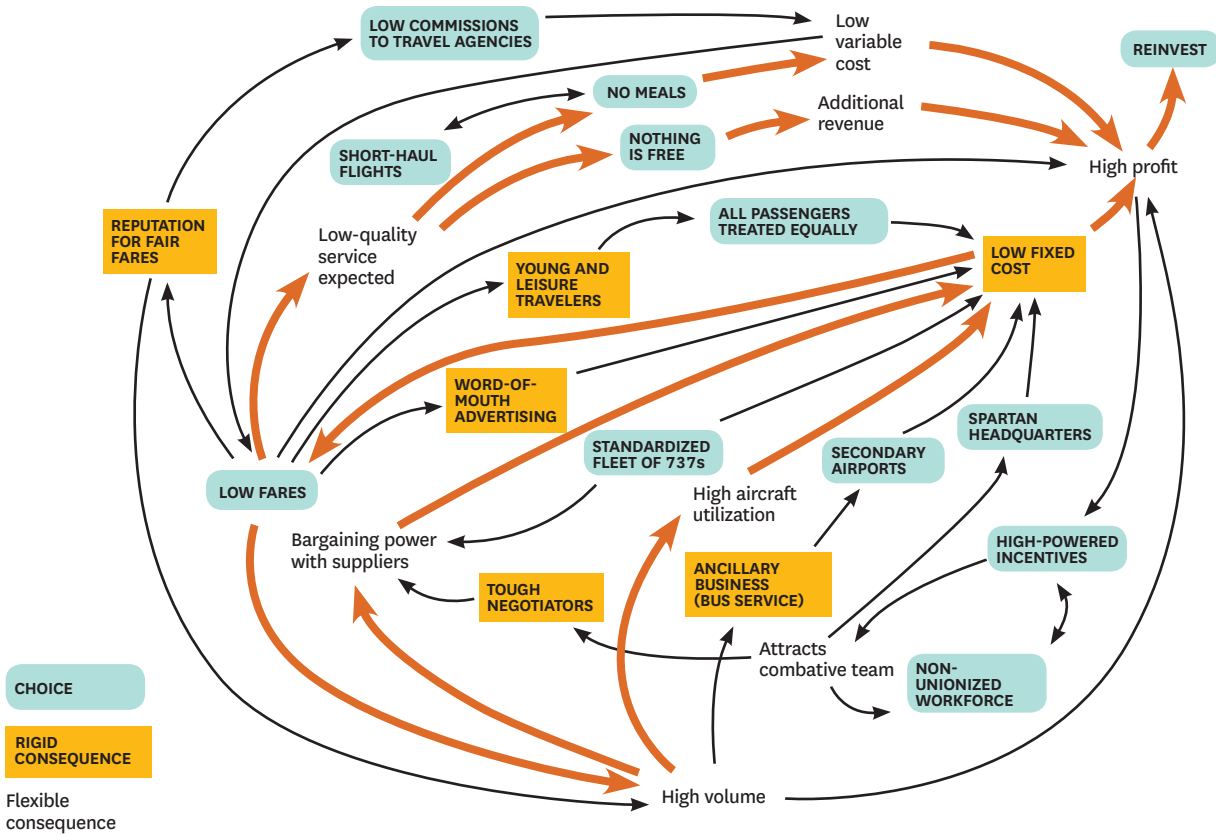 LOW COMMISSIONS
TO TRAVEL AGENCIES
Low
variable
cost
REINVEST
NO MEALS
Additional
revenue
SHORT-HAUL
FLIGHTS
NOTHING
IS FREE
High profit
REPUTATION
FOR FAIR
FARES
Low-quality
service
expected
ALL PASSENGERS
TREATED EQUALLY
YOUNG AND
LEISURE
TRAVELERS
LOW FIXED
COST
WORD-OF-
MOUTH
ADVERTISING
STANDARDIZED
FLEET OF 737s
SECONDARY
AIRPORTS
SPARTAN
HEADQUARTERS
LOW FARES
High aircraft
utilization
Bargaining power
with suppliers
HIGH-POWERED
INCENTIVES
TOUGH
NEGOTIATORS
ANCILLARY
BUSINESS
(BUS SERVICE)
Attracts
combative team
NON-
UNIONIZED
WORKFORCE
CHOICE
RIGID
CONSEQUENCE
Flexible
consequence
High volume